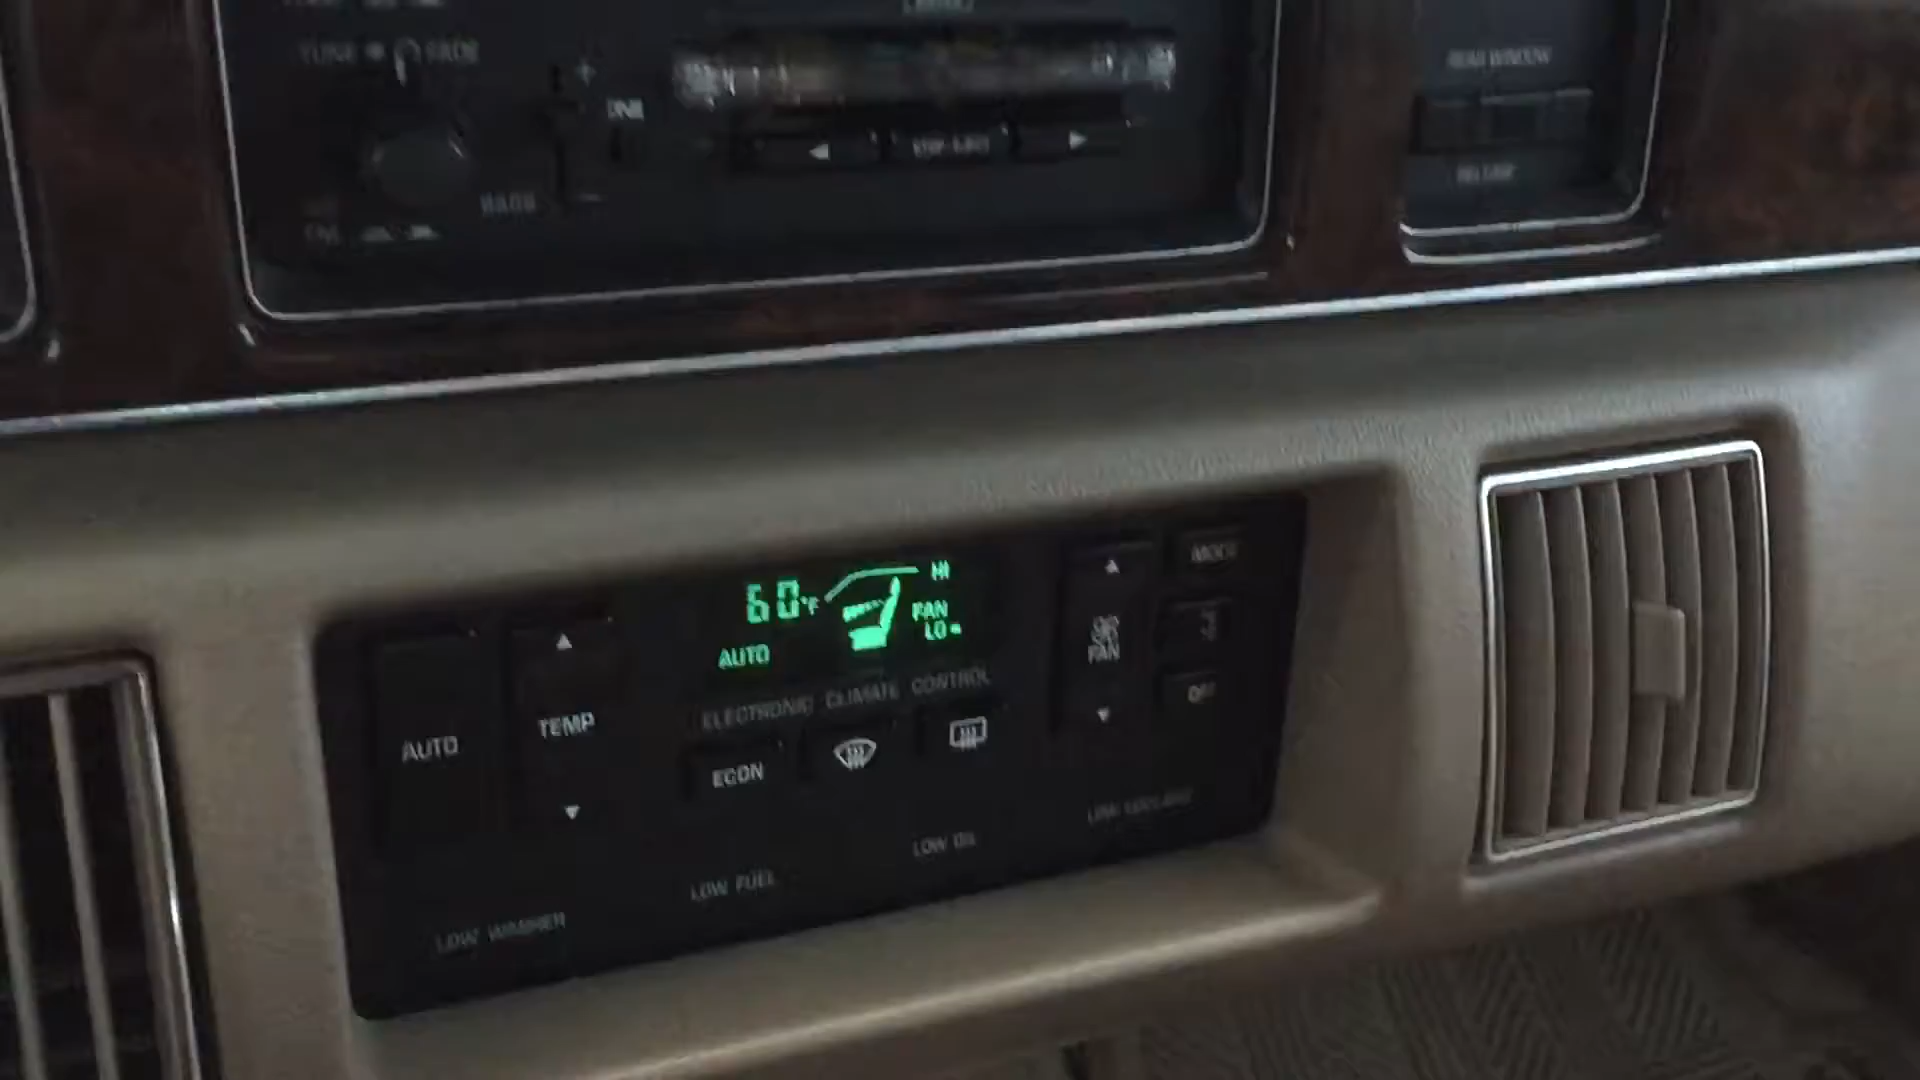 TUNE FADE
BASS
REAR WINDOW
60°F
HI
FAN
LO
AUTO
MODE
FAN
OFF
ELECTRONIC CLIMATE CONTROL
AUTO
TEMP
ECON
LOW WASHER
LOW FUEL
LOW OIL
LOW COOLANT